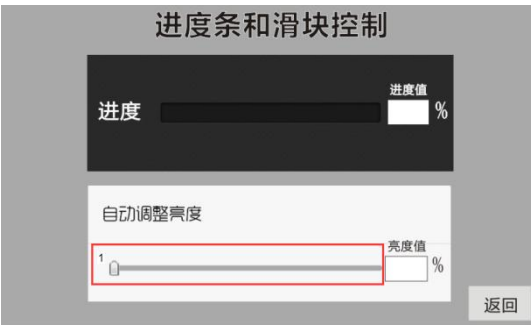 进度条和滑块控制
进度值
进度 %
自动调整亮度
亮度值
1 %
返回